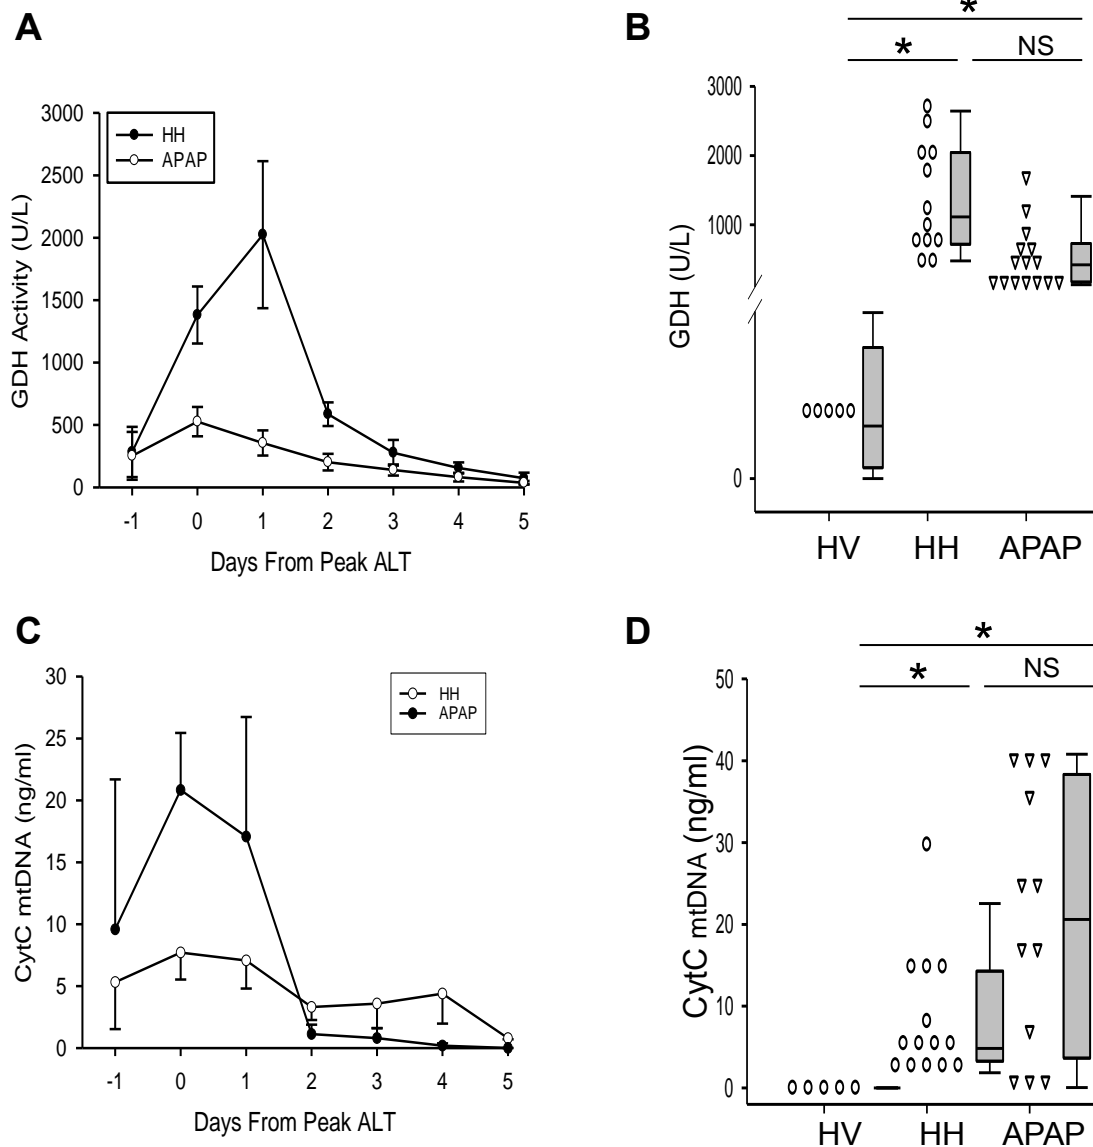 A
GDH Activity (U/L)
3000
2500
2000
1500
1000
500
0
HH
APAP
-1 0 1 2 3 4 5
Days From Peak ALT
B
*
* NS
GDH (U/L)
3000
2000
1000
0
HV HH APAP
C
CytC mtDNA (ng/ml)
30
25
20
15
10
5
0
HH
APAP
-1 0 1 2 3 4 5
Days From Peak ALT
D
*
* NS
CytC mtDNA (ng/ml)
50
40
30
20
10
0
HV HH APAP